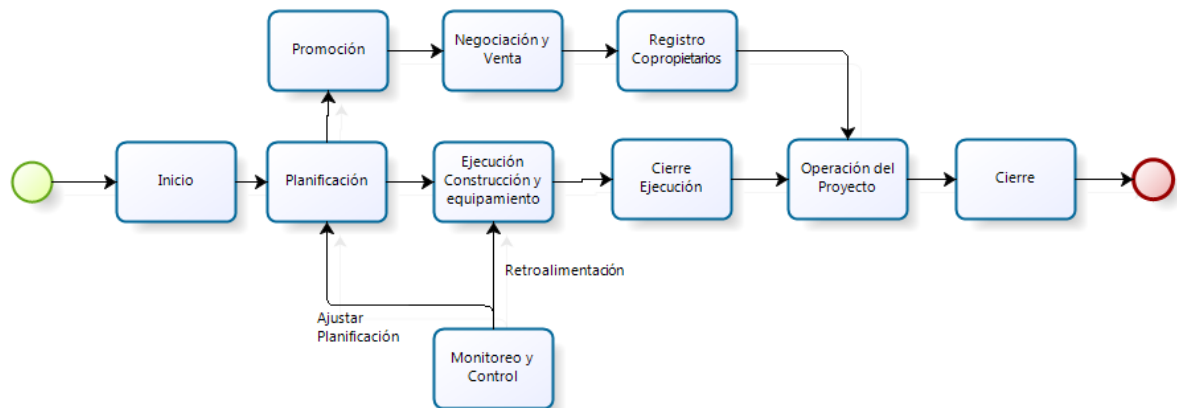 Promoción
Negociación y
Venta
Registro
Copropietarios
Inicio
Planificación
Ejecución
Construcción y
equipamiento
Cierre
Ejecución
Operación del
Proyecto
Cierre
Retroalimentación
Ajustar
Planificación
Monitoreo y
Control